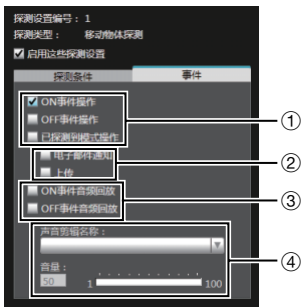 探测设置编号：1
探测类型： 移动物体探测
启用这些探测设置
探测条件 事件
ON事件操作
OFF事件操作
已探测到模式操作
①
电子邮件通知
上传
②
ON事件音频回放
OFF事件音频回放
③
声音剪辑名称：
音量：
50 1 100
④